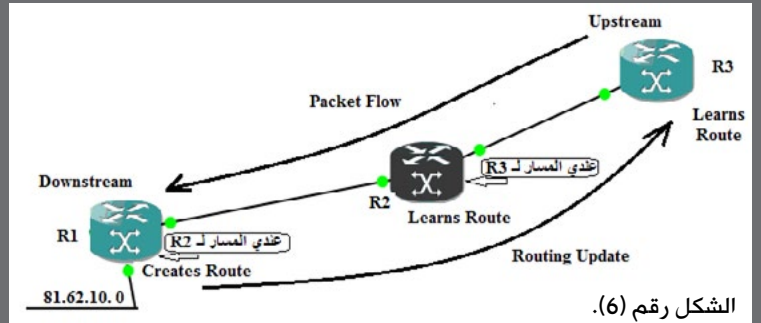 Upstream
R3
Learns
Route
Packet Flow
عندي المسار لـ R3
R2
Learns Route
Downstream
R1
عندي المسار لـ R2
Creates Route
Routing Update
81.62.10. 0
الشكل رقم (6).